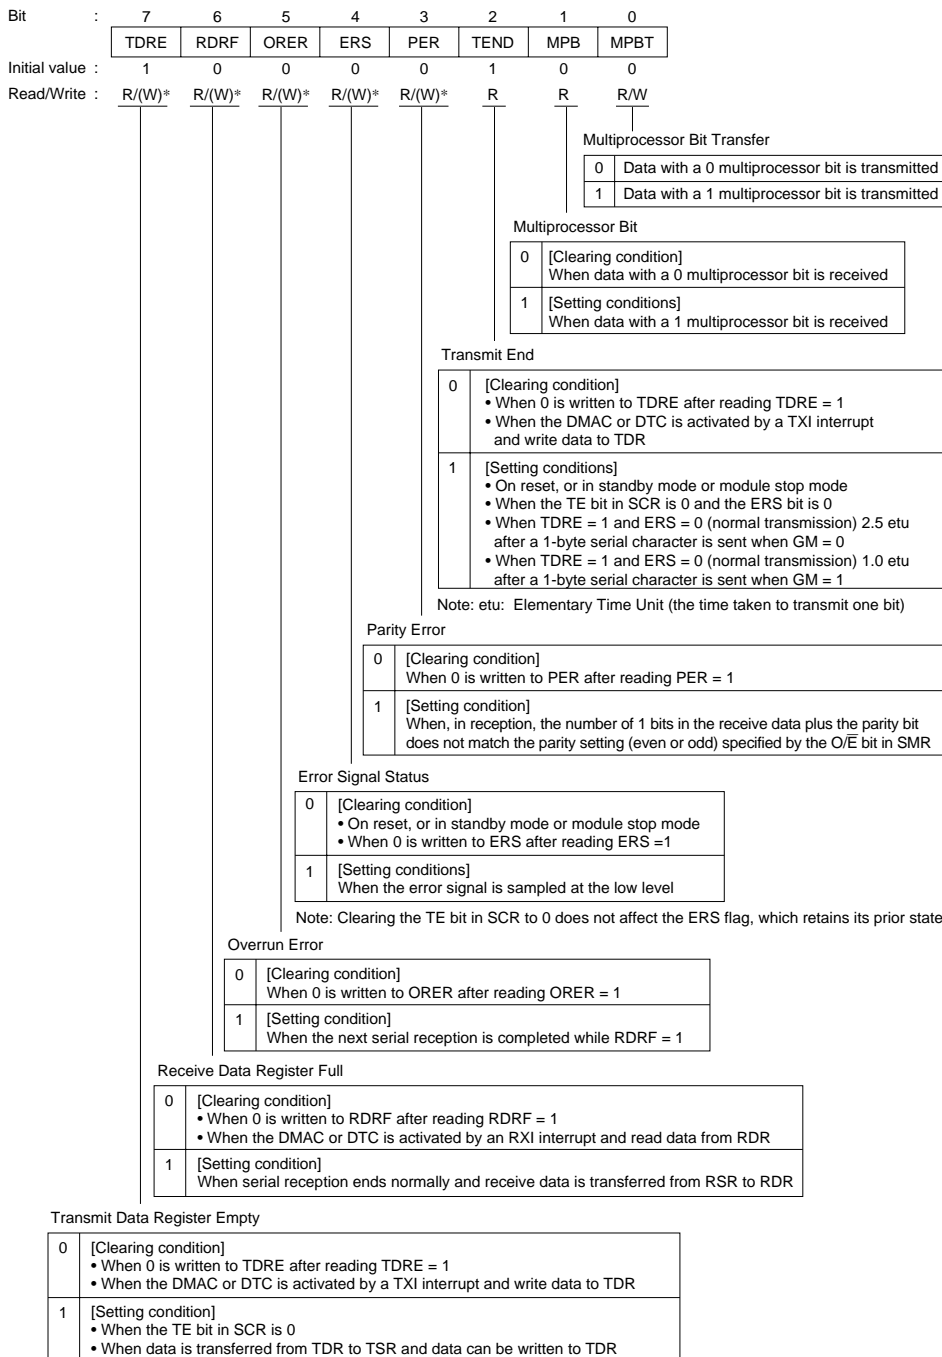 Bit : 7 6 5 4 3 2 1 0
TDRE RDRF ORER ERS PER TEND MPB MPBT
Initial value : 1 0 0 0 0 1 0 0
Read/Write : R/(W)* R/(W)* R/(W)* R/(W)* R/(W)* R R R/W
Multiprocessor Bit Transfer
0 Data with a 0 multiprocessor bit is transmitted
1 Data with a 1 multiprocessor bit is transmitted
Multiprocessor Bit
0 [Clearing condition]
When data with a 0 multiprocessor bit is received
1 [Setting conditions]
When data with a 1 multiprocessor bit is received
Transmit End
0 [Clearing condition]
• When 0 is written to TDRE after reading TDRE = 1
• When the DMAC or DTC is activated by a TXI interrupt
and write data to TDR
1 [Setting conditions]
• On reset, or in standby mode or module stop mode
• When the TE bit in SCR is 0 and the ERS bit is 0
• When TDRE = 1 and ERS = 0 (normal transmission) 2.5 etu
after a 1-byte serial character is sent when GM = 0
• When TDRE = 1 and ERS = 0 (normal transmission) 1.0 etu
after a 1-byte serial character is sent when GM = 1
Note: etu: Elementary Time Unit (the time taken to transmit one bit)
Parity Error
0 [Clearing condition]
When 0 is written to PER after reading PER = 1
1 [Setting condition]
When, in reception, the number of 1 bits in the receive data plus the parity bit
does not match the parity setting (even or odd) specified by the O/E̅ bit in SMR
Error Signal Status
0 [Clearing condition]
• On reset, or in standby mode or module stop mode
• When 0 is written to ERS after reading ERS =1
1 [Setting conditions]
When the error signal is sampled at the low level
Note: Clearing the TE bit in SCR to 0 does not affect the ERS flag, which retains its prior state
Overrun Error
0 [Clearing condition]
When 0 is written to ORER after reading ORER = 1
1 [Setting condition]
When the next serial reception is completed while RDRF = 1
Receive Data Register Full
0 [Clearing condition]
• When 0 is written to RDRF after reading RDRF = 1
• When the DMAC or DTC is activated by an RXI interrupt and read data from RDR
1 [Setting condition]
When serial reception ends normally and receive data is transferred from RSR to RDR
Transmit Data Register Empty
0 [Clearing condition]
• When 0 is written to TDRE after reading TDRE = 1
• When the DMAC or DTC is activated by a TXI interrupt and write data to TDR
1 [Setting condition]
• When the TE bit in SCR is 0
• When data is transferred from TDR to TSR and data can be written to TDR